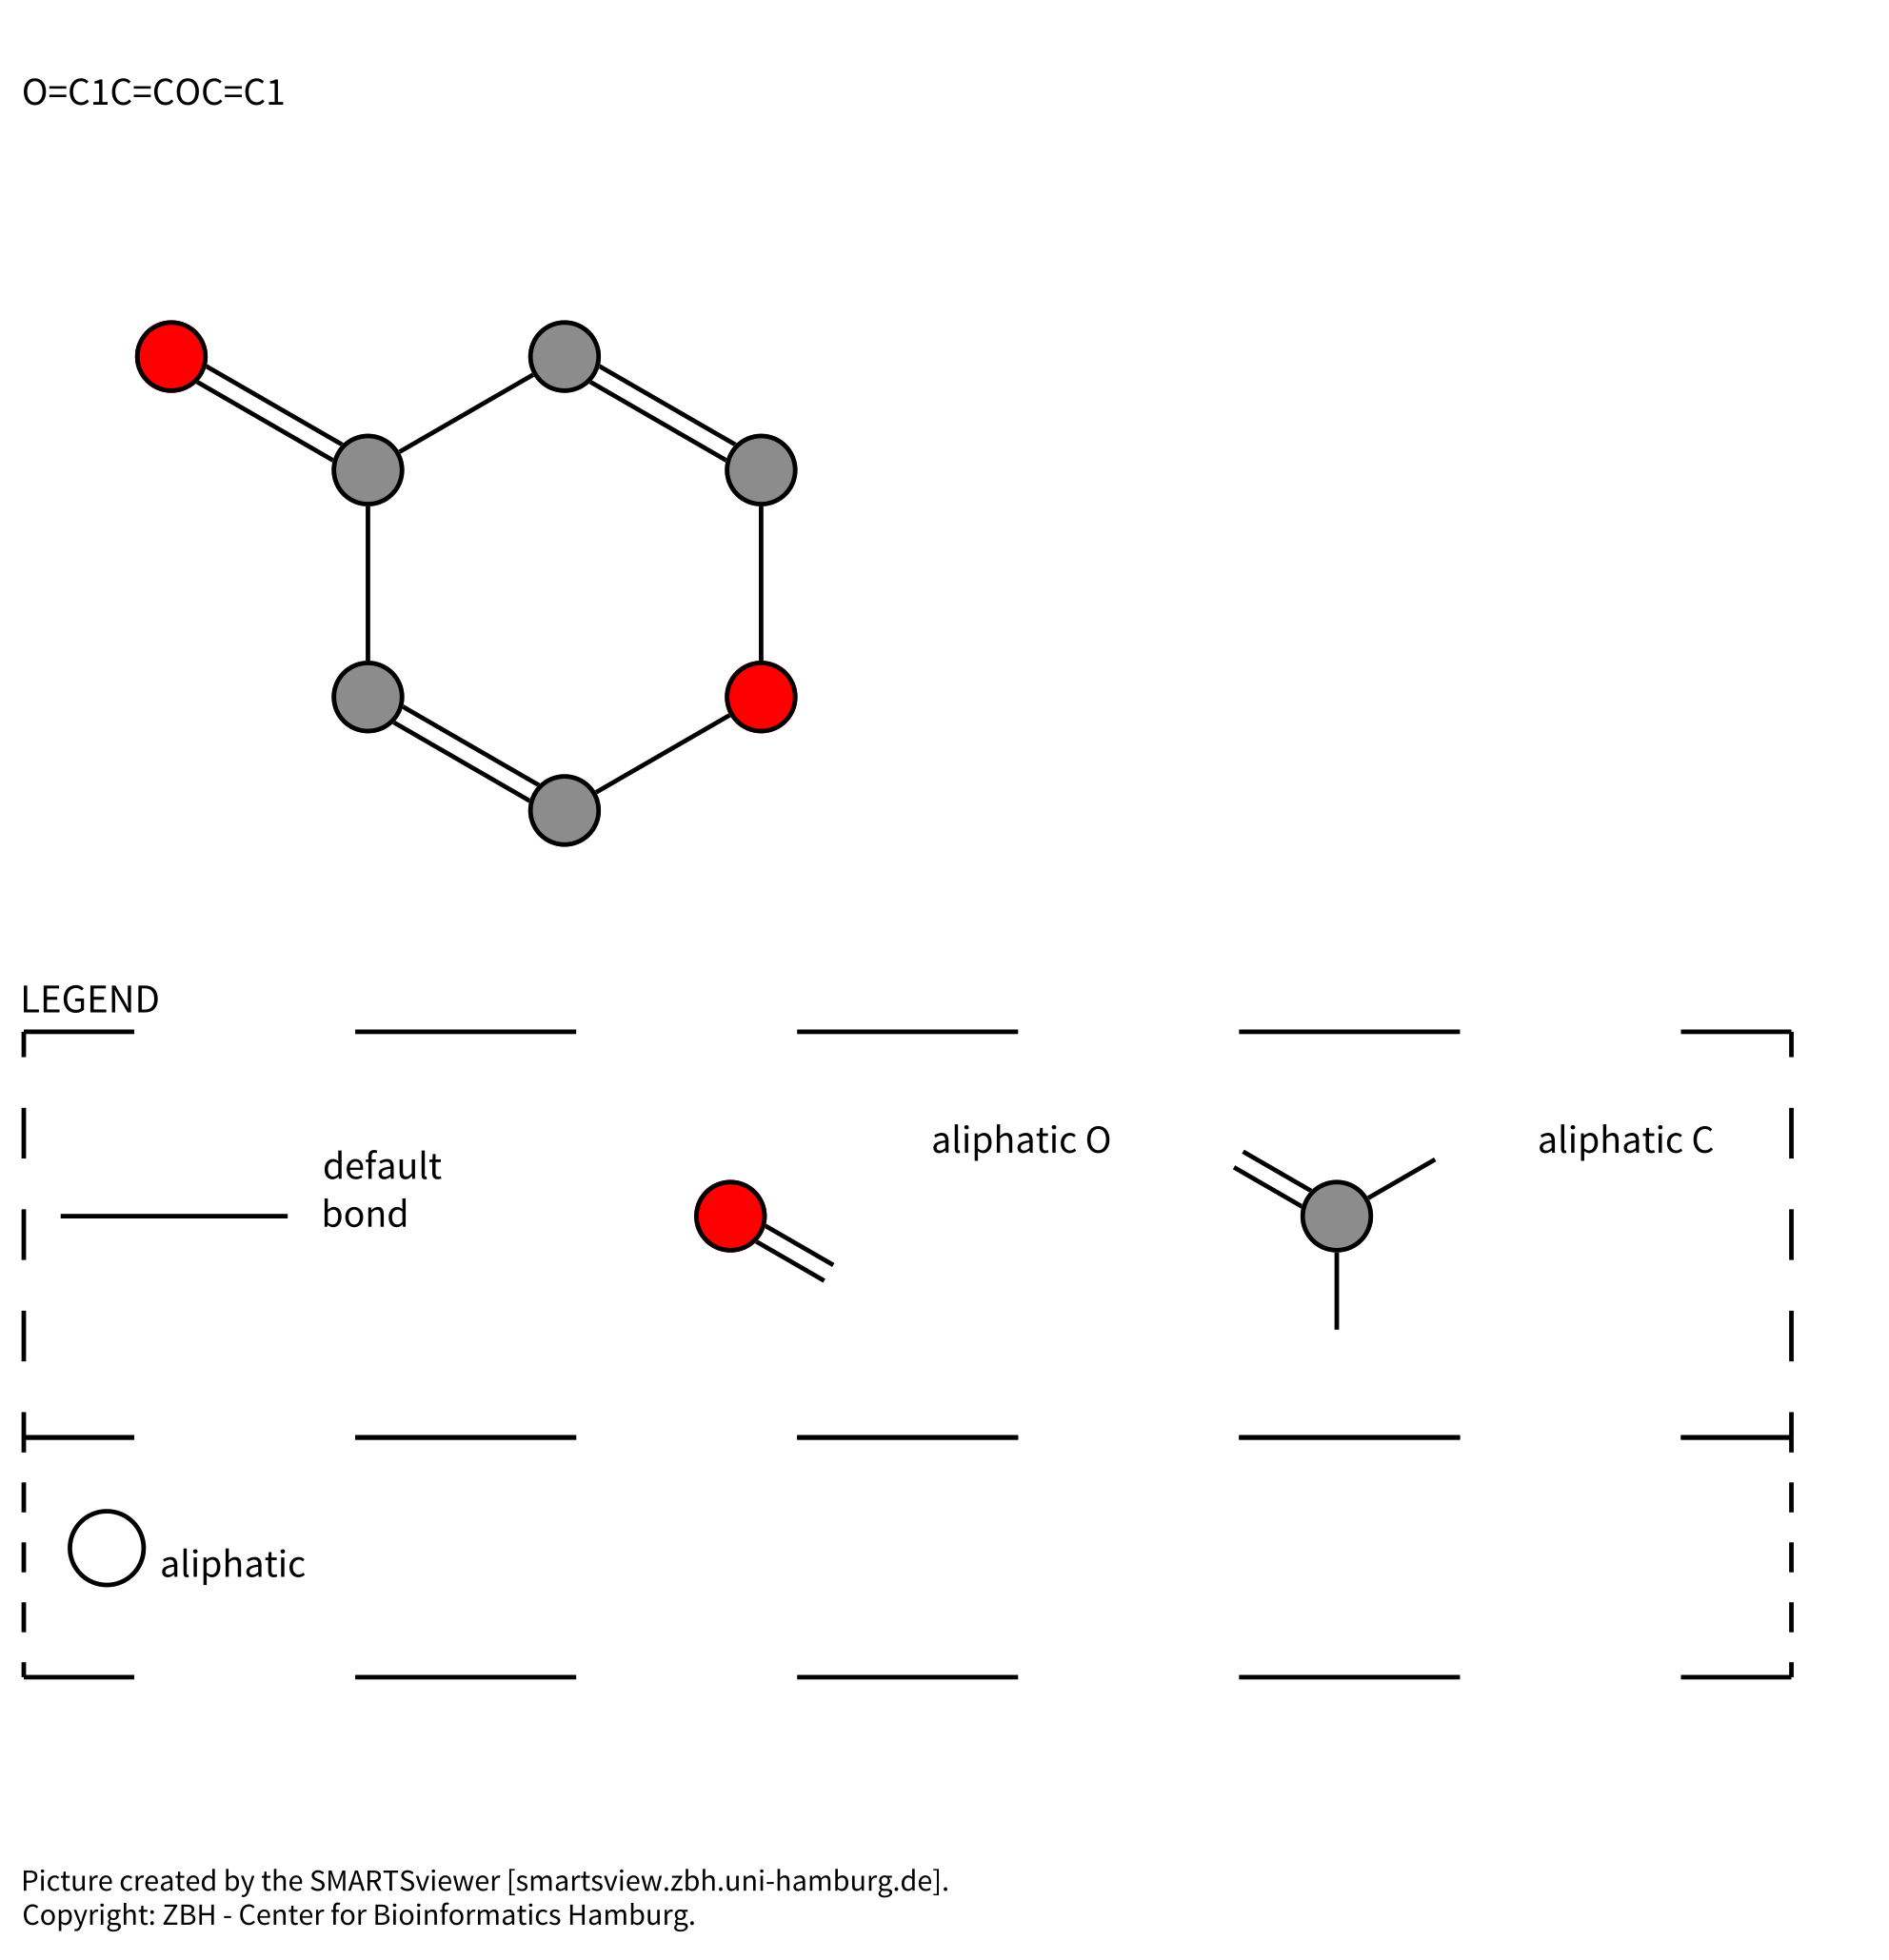 O=C1C=COC=C1
LEGEND
default
bond
aliphatic O
aliphatic C
aliphatic
Picture created by the SMARTSviewer [smartsview.zbh.uni-hamburg.de].
Copyright: ZBH - Center for Bioinformatics Hamburg.